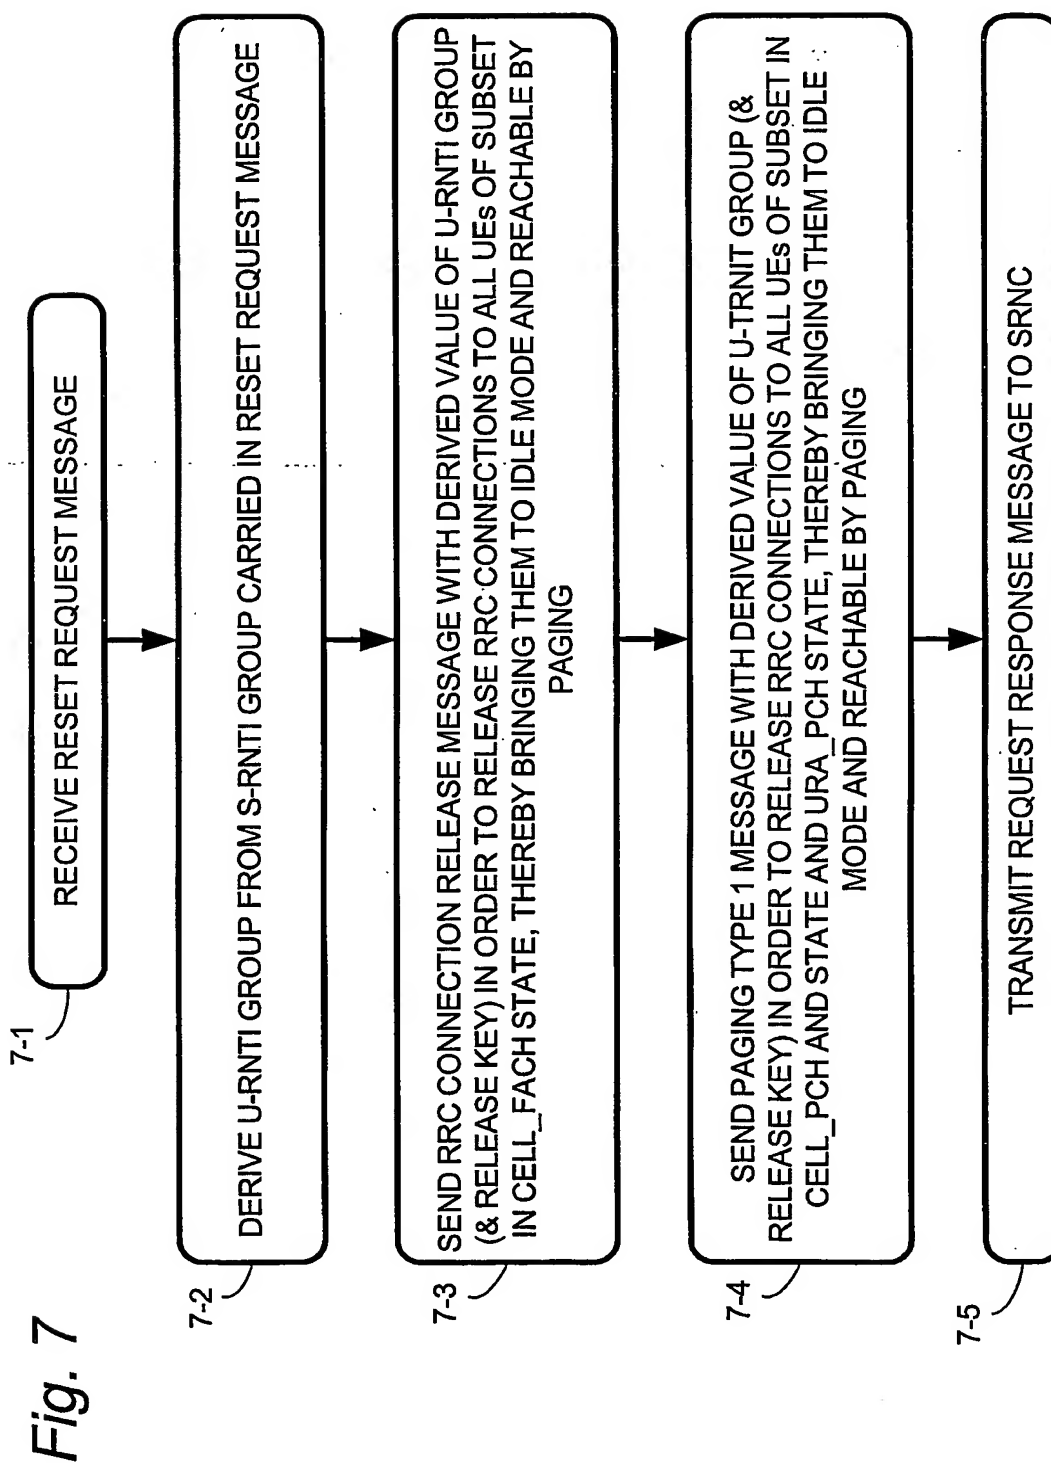 Fig. 7
7-1
RECEIVE RESET REQUEST MESSAGE
7-2
DERIVE U-RNTI GROUP FROM S-RNTI GROUP CARRIED IN RESET REQUEST MESSAGE
7-3
SEND RRC CONNECTION RELEASE MESSAGE WITH DERIVED VALUE OF U-RNTI GROUP
(& RELEASE KEY) IN ORDER TO RELEASE RRC CONNECTIONS TO ALL UEs OF SUBSET
IN CELL_FACH STATE, THEREBY BRINGING THEM TO IDLE MODE AND REACHABLE BY
PAGING
7-4
SEND PAGING TYPE 1 MESSAGE WITH DERIVED VALUE OF U-TRNIT GROUP (&
RELEASE KEY) IN ORDER TO RELEASE RRC CONNECTIONS TO ALL UEs OF SUBSET IN
CELL_PCH AND STATE AND URA_PCH STATE, THEREBY BRINGING THEM TO IDLE
MODE AND REACHABLE BY PAGING
7-5
TRANSMIT REQUEST RESPONSE MESSAGE TO SRNC